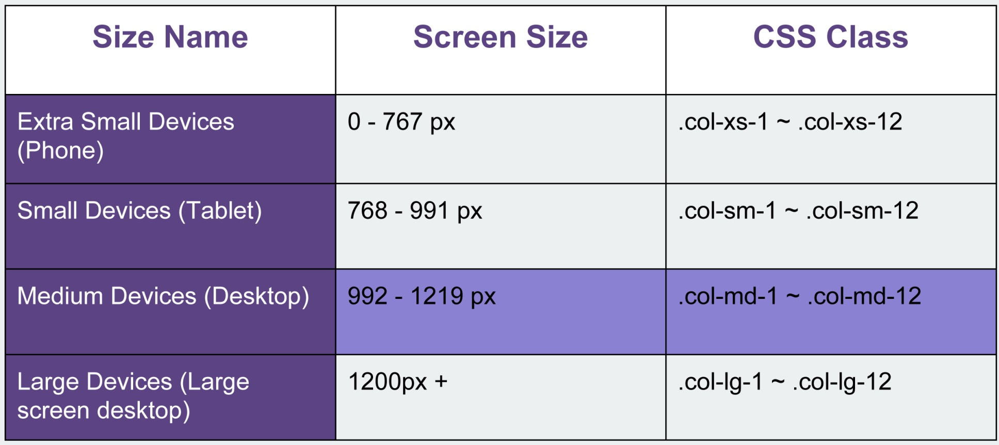 Size Name
Screen Size
CSS Class
Extra Small Devices
(Phone)
0 - 767 px
.col-xs-1 ~ .col-xs-12
Small Devices (Tablet)
768 - 991 px
.col-sm-1 ~ .col-sm-12
Medium Devices (Desktop)
992 - 1219 px
.col-md-1 ~ .col-md-12
Large Devices (Large
screen desktop)
1200px +
.col-lg-1 ~ .col-lg-12